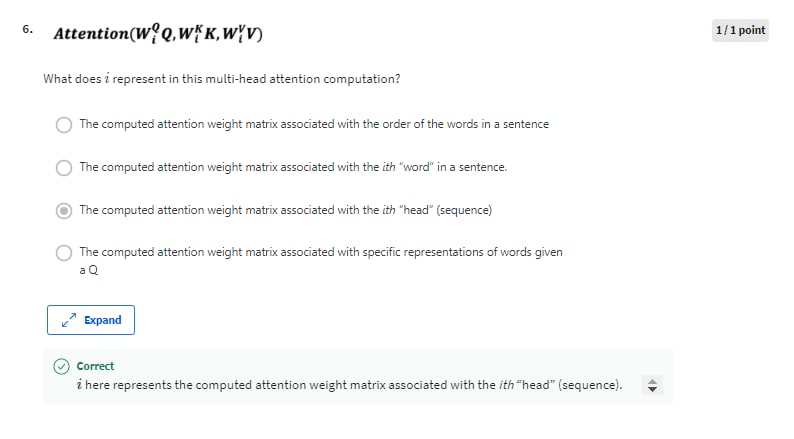 6. Attention(WᵢQ Q, WᵢK K, WᵢV V)
1 / 1 point
What does i represent in this multi-head attention computation?
The computed attention weight matrix associated with the order of the words in a sentence
The computed attention weight matrix associated with the ith "word" in a sentence.
The computed attention weight matrix associated with the ith "head" (sequence)
The computed attention weight matrix associated with specific representations of words given
a Q
Expand
Correct
i here represents the computed attention weight matrix associated with the ith "head" (sequence).